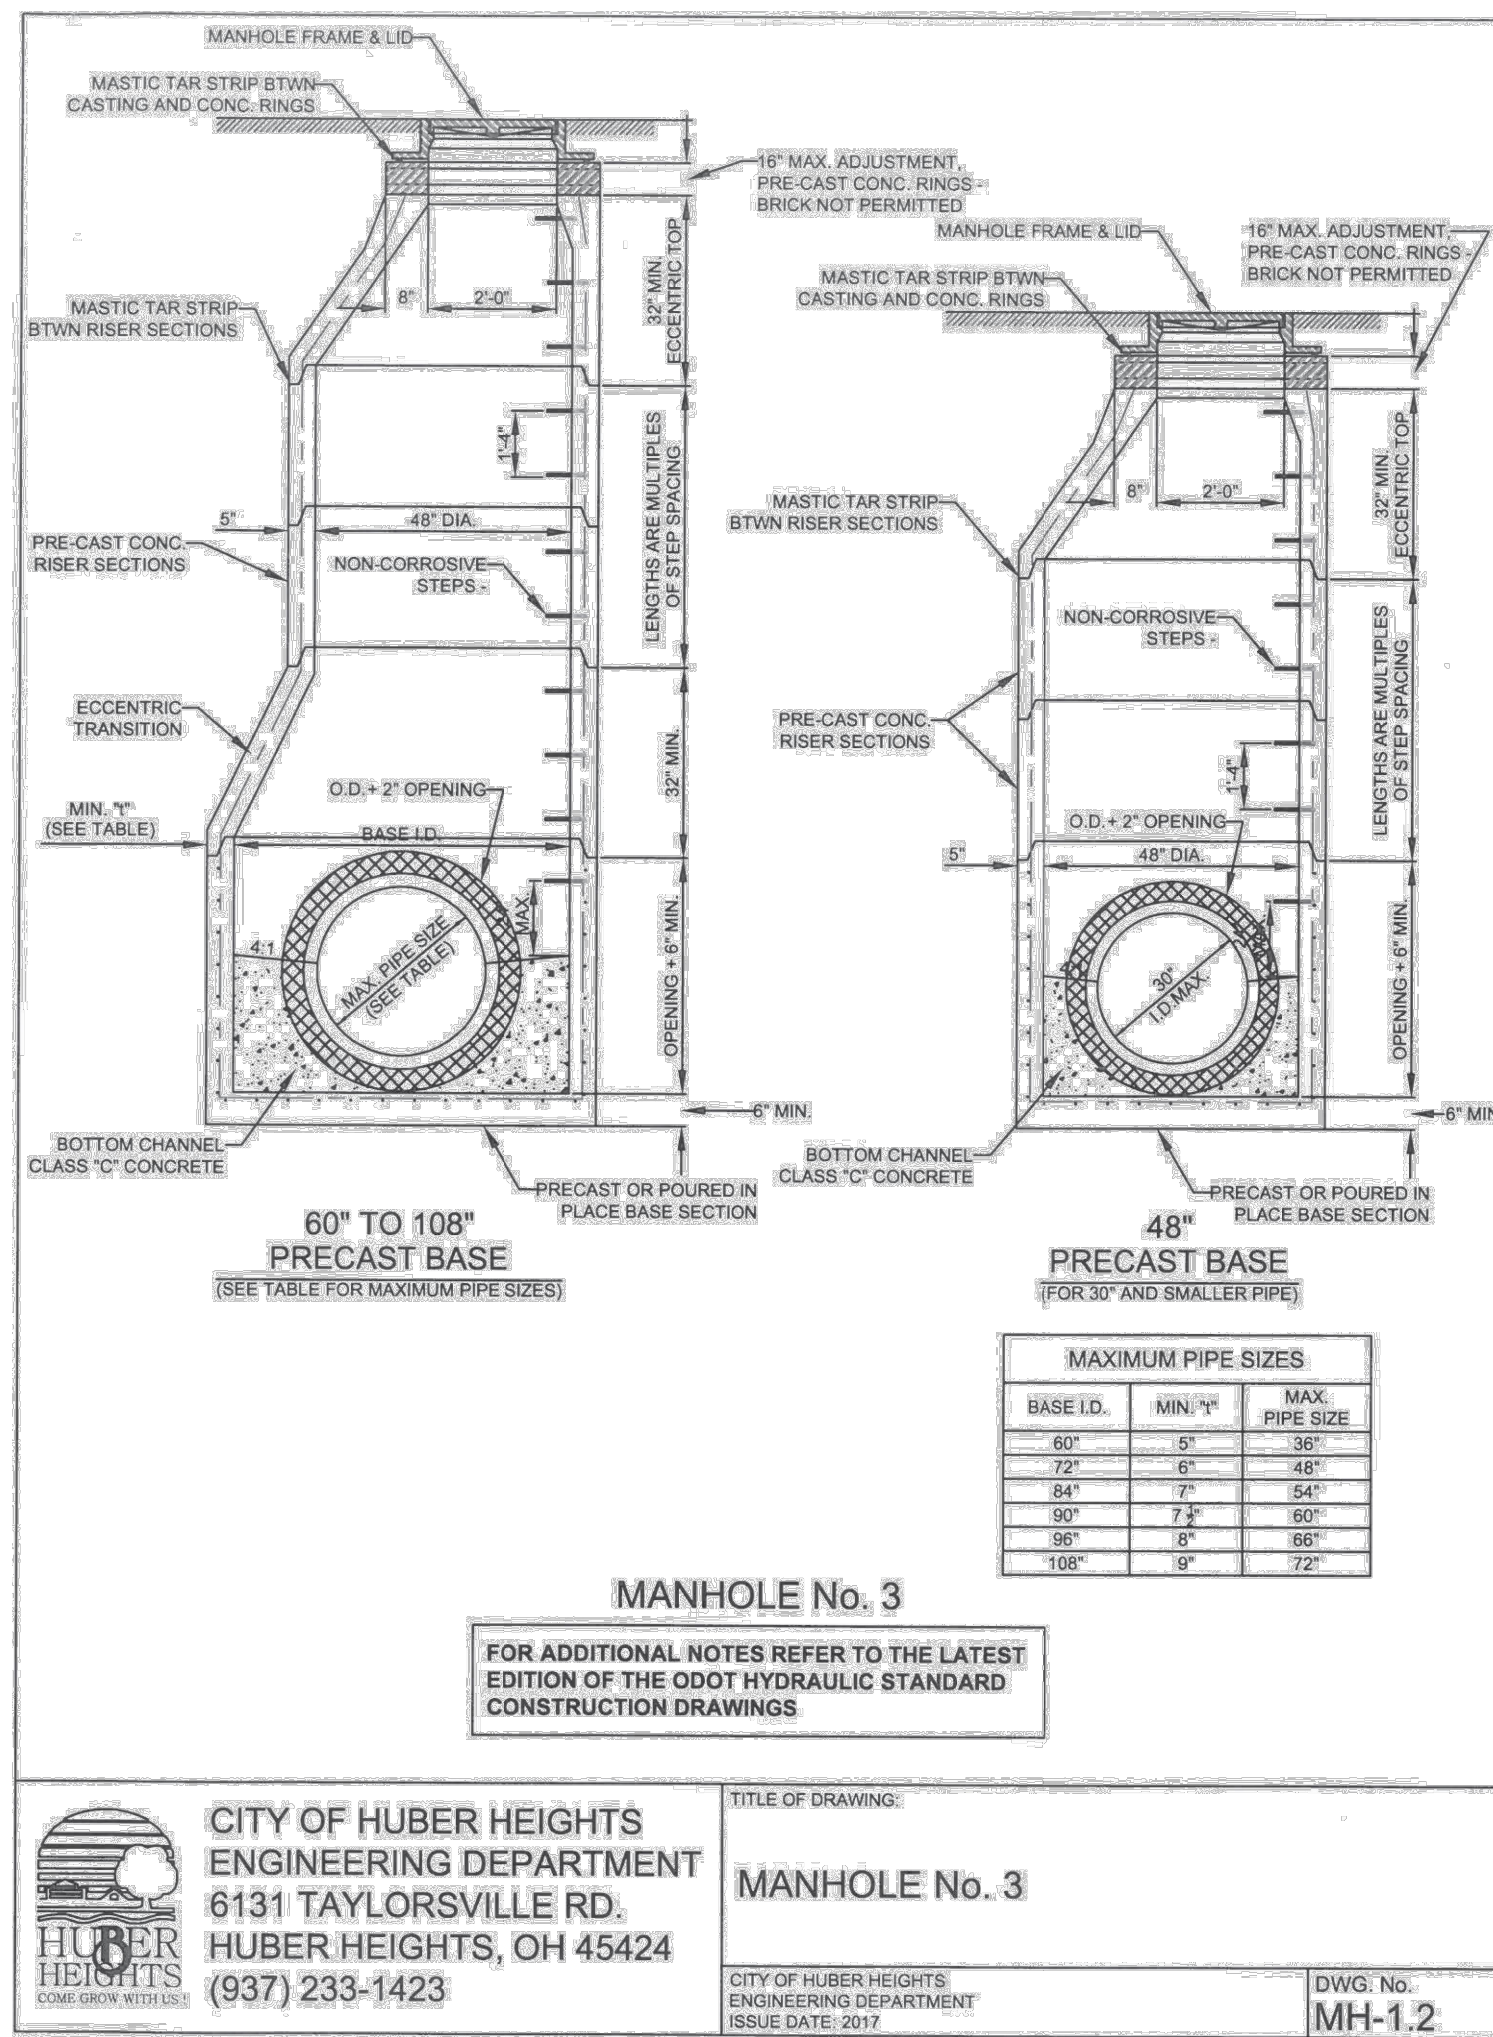 MANHOLE FRAME & LID
MASTIC TAR STRIP BTWN
CASTING AND CONC. RINGS
16" MAX. ADJUSTMENT,
PRE-CAST CONC. RINGS -
BRICK NOT PERMITTED
32" MIN.
ECCENTRIC TOP
8"
2'-0"
MASTIC TAR STRIP
BTWN RISER SECTIONS
1'-4"
LENGTHS ARE MULTIPLES
OF STEP SPACING
5"
48" DIA.
PRE-CAST CONC.
RISER SECTIONS
NON-CORROSIVE
STEPS -
ECCENTRIC
TRANSITION
32" MIN.
O.D.+ 2" OPENING
MIN. "t"
(SEE TABLE)
BASE I.D.
MAX.
4:1
MAX. PIPE SIZE
(SEE TABLE)
OPENING + 6" MIN.
6" MIN.
BOTTOM CHANNEL
CLASS "C" CONCRETE
PRECAST OR POURED IN
PLACE BASE SECTION
60" TO 108"
PRECAST BASE
(SEE TABLE FOR MAXIMUM PIPE SIZES)
MANHOLE FRAME & LID
16" MAX. ADJUSTMENT,
PRE-CAST CONC. RINGS -
BRICK NOT PERMITTED
MASTIC TAR STRIP BTWN
CASTING AND CONC. RINGS
32" MIN.
ECCENTRIC TOP
8"
2'-0"
MASTIC TAR STRIP
BTWN RISER SECTIONS
NON-CORROSIVE
STEPS -
LENGTHS ARE MULTIPLES
OF STEP SPACING
PRE-CAST CONC.
RISER SECTIONS
1'-4"
O.D.+ 2" OPENING
5"
48" DIA.
30"
I.D.MAX.
OPENING + 6" MIN.
6" MIN
BOTTOM CHANNEL
CLASS "C" CONCRETE
PRECAST OR POURED IN
PLACE BASE SECTION
48"
PRECAST BASE
(FOR 30" AND SMALLER PIPE)
MAXIMUM PIPE SIZES
BASE I.D. MIN. "t" MAX. PIPE SIZE
60" 5" 36"
72" 6" 48"
84" 7" 54"
90" 7 1/2" 60"
96" 8" 66"
108" 9" 72"
MANHOLE No. 3
FOR ADDITIONAL NOTES REFER TO THE LATEST
EDITION OF THE ODOT HYDRAULIC STANDARD
CONSTRUCTION DRAWINGS
HUBER
HEIGHTS
COME GROW WITH US !
CITY OF HUBER HEIGHTS
ENGINEERING DEPARTMENT
6131 TAYLORSVILLE RD.
HUBER HEIGHTS, OH 45424
(937) 233-1423
TITLE OF DRAWING:
MANHOLE No. 3
CITY OF HUBER HEIGHTS
ENGINEERING DEPARTMENT
ISSUE DATE: 2017
DWG. No.
MH-1.2